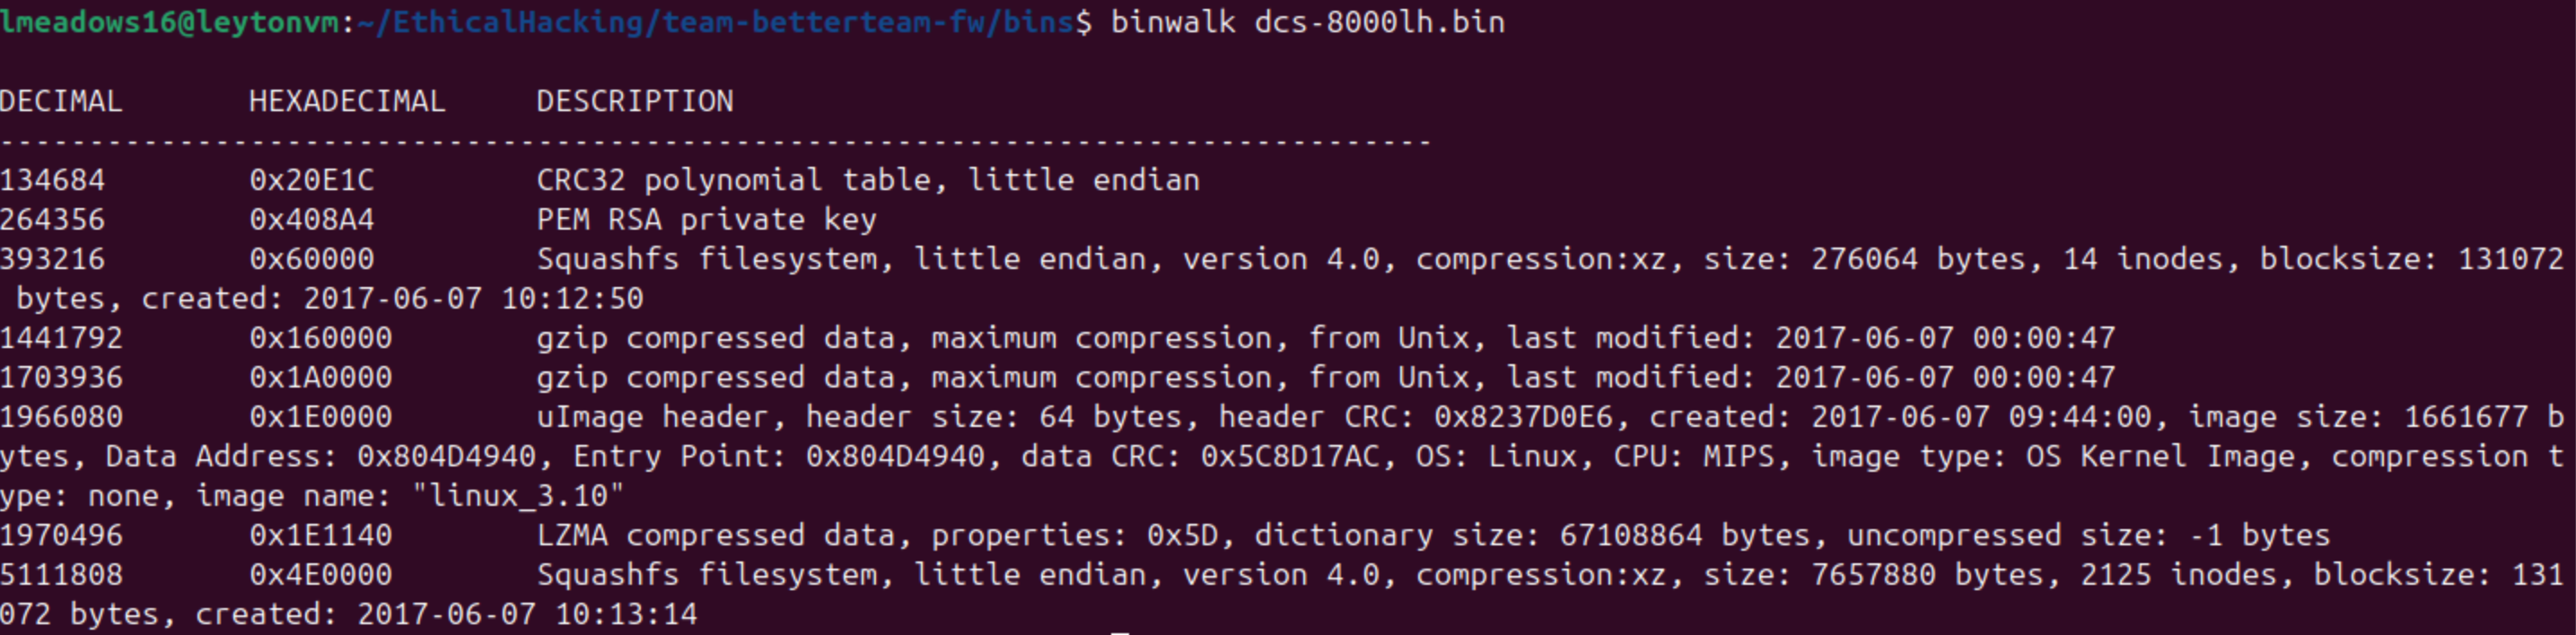 lmeadows16@leytonvm:~/EthicalHacking/team-betterteam-fw/bins$ binwalk dcs-8000lh.bin
DECIMAL       HEXADECIMAL     DESCRIPTION
--------------------------------------------------------------------------------
134684        0x20E1C         CRC32 polynomial table, little endian
264356        0x408A4         PEM RSA private key
393216        0x60000         Squashfs filesystem, little endian, version 4.0, compression:xz, size: 276064 bytes, 14 inodes, blocksize: 131072
 bytes, created: 2017-06-07 10:12:50
1441792       0x160000        gzip compressed data, maximum compression, from Unix, last modified: 2017-06-07 00:00:47
1703936       0x1A0000        gzip compressed data, maximum compression, from Unix, last modified: 2017-06-07 00:00:47
1966080       0x1E0000        uImage header, header size: 64 bytes, header CRC: 0x8237D0E6, created: 2017-06-07 09:44:00, image size: 1661677 b
ytes, Data Address: 0x804D4940, Entry Point: 0x804D4940, data CRC: 0x5C8D17AC, OS: Linux, CPU: MIPS, image type: OS Kernel Image, compression t
ype: none, image name: "linux_3.10"
1970496       0x1E1140        LZMA compressed data, properties: 0x5D, dictionary size: 67108864 bytes, uncompressed size: -1 bytes
5111808       0x4E0000        Squashfs filesystem, little endian, version 4.0, compression:xz, size: 7657880 bytes, 2125 inodes, blocksize: 131
072 bytes, created: 2017-06-07 10:13:14